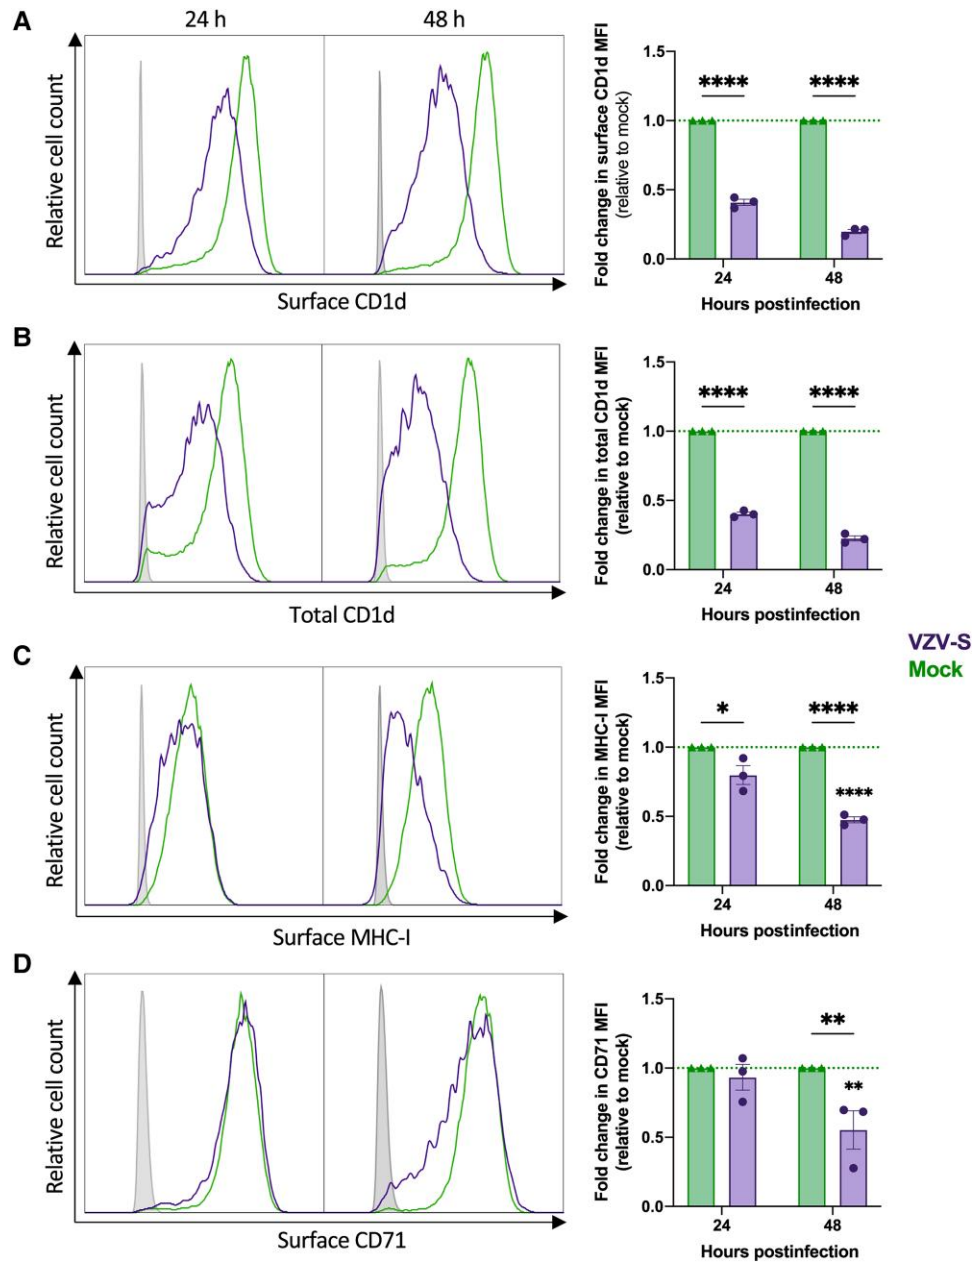 A
24 h
48 h
Relative cell count
Surface CD1d
Fold change in surface CD1d MFI
(relative to mock)
1.5
1.0
0.5
0.0
****
****
24
48
Hours postinfection
B
Relative cell count
Total CD1d
Fold change in total CD1d MFI
(relative to mock)
1.5
1.0
0.5
0.0
****
****
24
48
Hours postinfection
VZV-S
Mock
C
Relative cell count
Surface MHC-I
Fold change in MHC-I MFI
(relative to mock)
1.5
1.0
0.5
0.0
*
****
****
24
48
Hours postinfection
D
Relative cell count
Surface CD71
Fold change in CD71 MFI
(relative to mock)
1.5
1.0
0.5
0.0
**
**
24
48
Hours postinfection